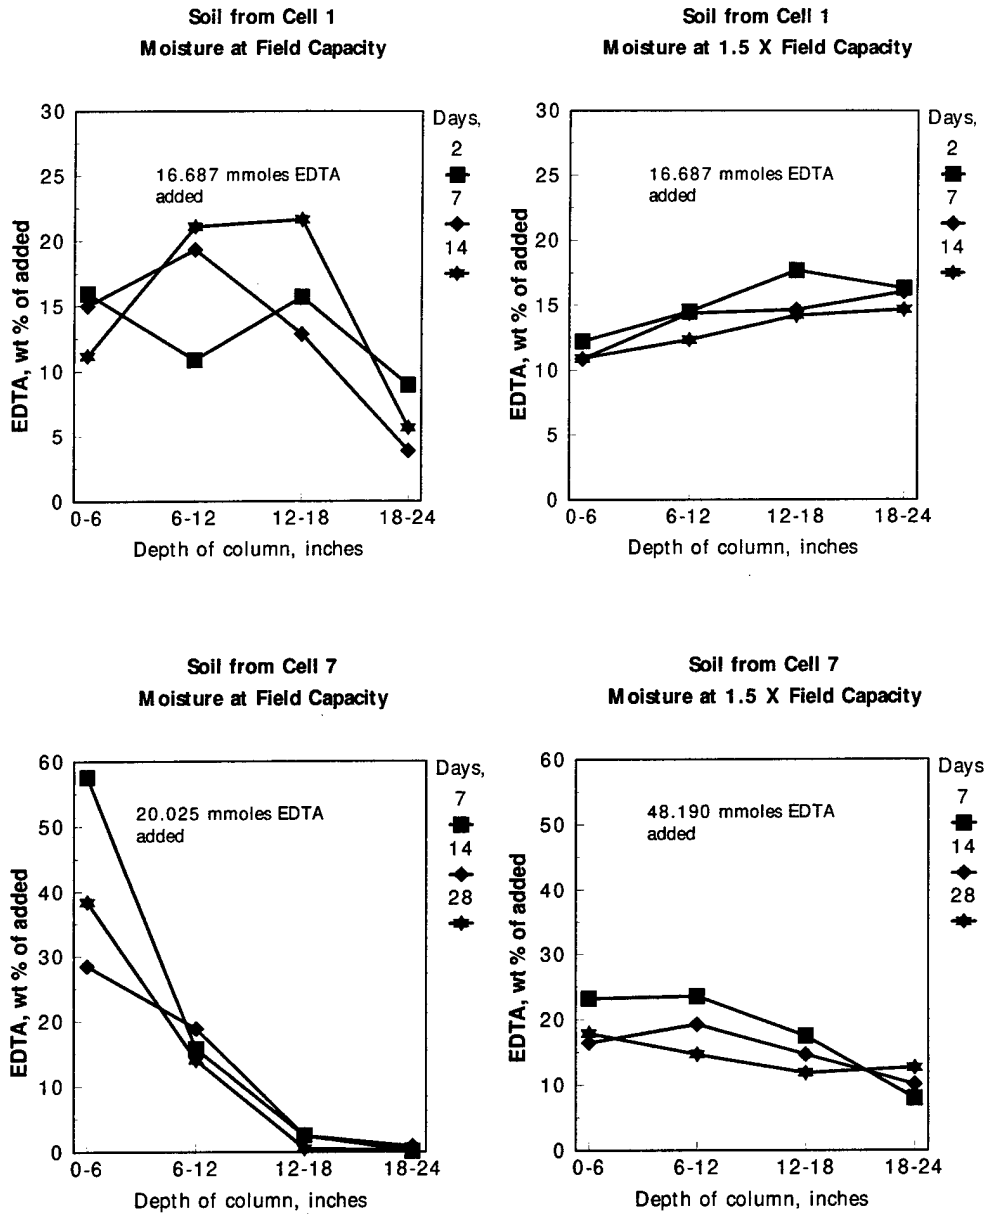 Soil from Cell 1
Moisture at Field Capacity
30
25
20
15
10
5
0
EDTA, wt % of added
16.687 mmoles EDTA
added
Days,
2
7
14
0-6 6-12 12-18 18-24
Depth of column, inches
Soil from Cell 1
Moisture at 1.5 X Field Capacity
30
25
20
15
10
5
0
EDTA, wt % of added
16.687 mmoles EDTA
added
Days,
2
7
14
0-6 6-12 12-18 18-24
Depth of column, inches
Soil from Cell 7
Moisture at Field Capacity
60
50
40
30
20
10
0
EDTA, wt % of added
20.025 mmoles EDTA
added
Days,
7
14
28
0-6 6-12 12-18 18-24
Depth of column, inches
Soil from Cell 7
Moisture at 1.5 X Field Capacity
60
50
40
30
20
10
0
EDTA, wt % of added
48.190 mmoles EDTA
added
Days
7
14
28
0-6 6-12 12-18 18-24
Depth of column, inches